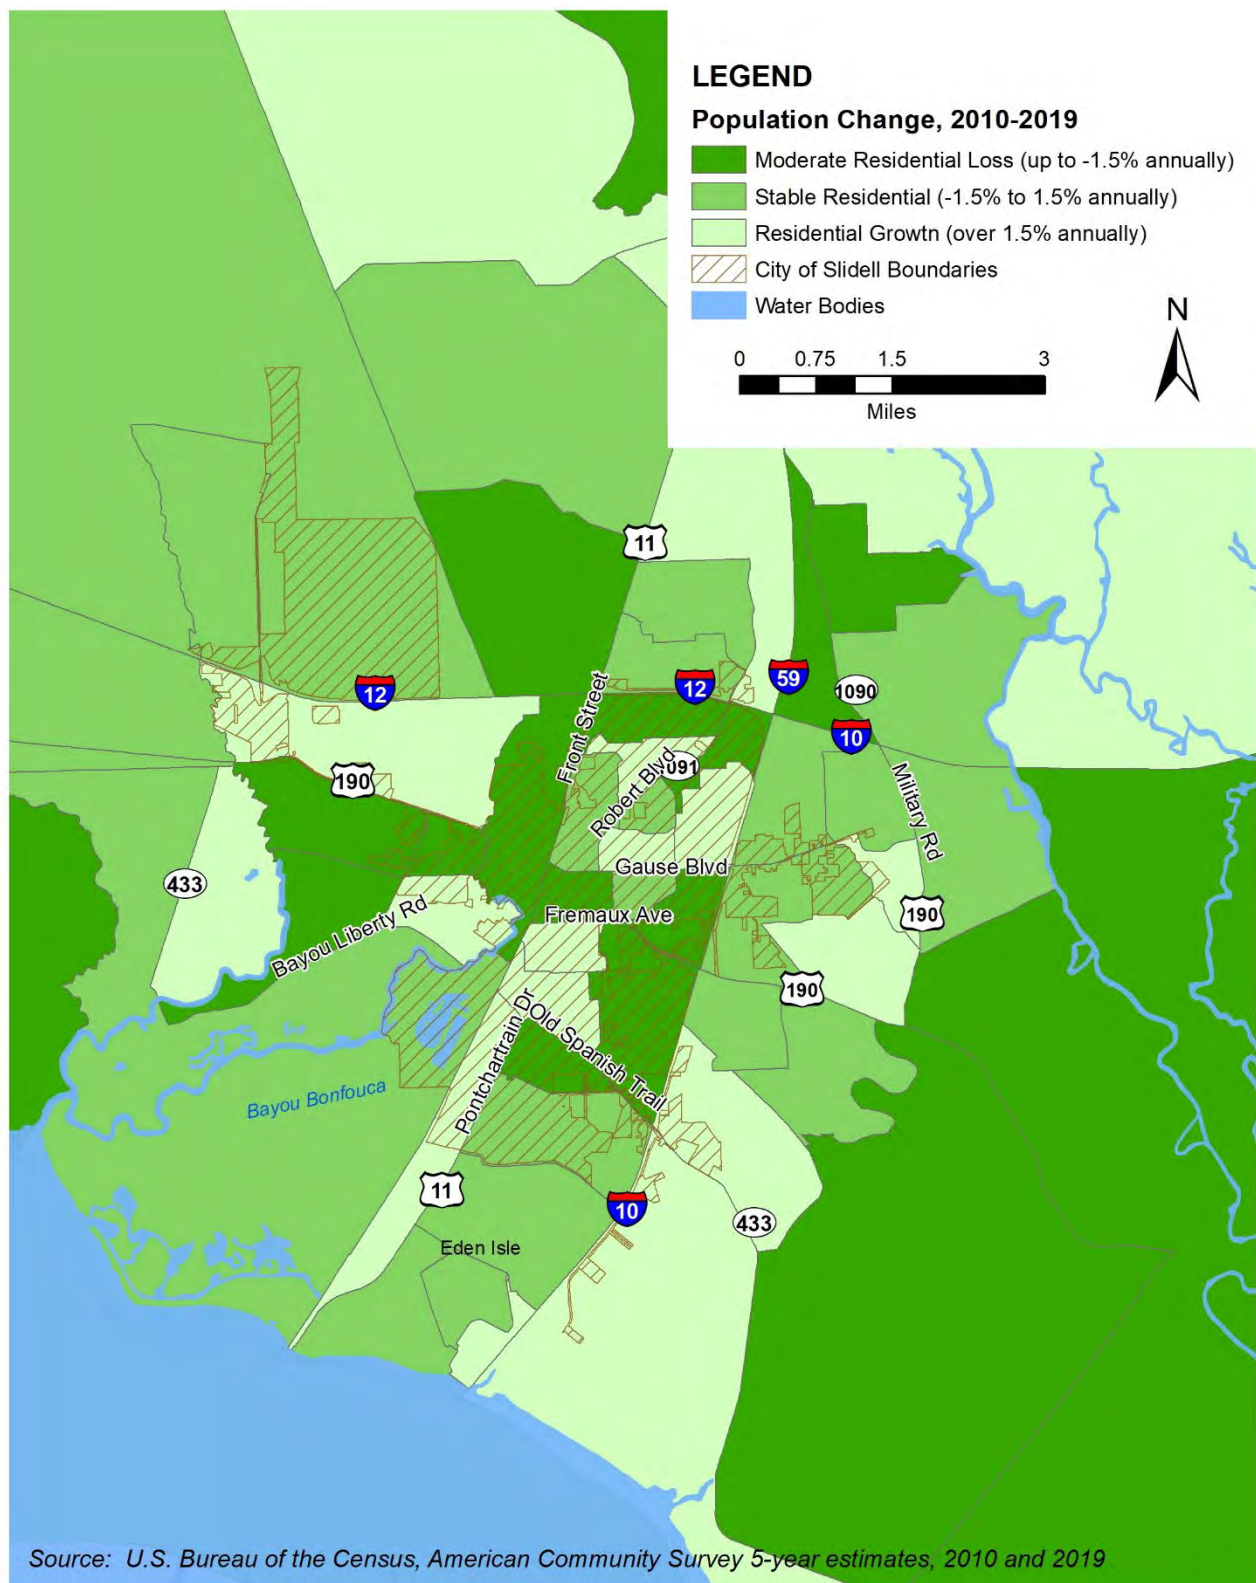 LEGEND
Population Change, 2010-2019
Moderate Residential Loss (up to -1.5% annually)
Stable Residential (-1.5% to 1.5% annually)
Residential Growtn (over 1.5% annually)
City of Slidell Boundaries
Water Bodies
N
0 0.75 1.5 3
Miles
11
12
12
59
1090
10
Front Street
190
Robert Blvd
091
Military Rd
Gause Blvd
433
190
Bayou Liberty Rd
Fremaux Ave
190
Pontchartrain Dr
Old Spanish Trail
Bayou Bonfouca
11
10
433
Eden Isle
Source: U.S. Bureau of the Census, American Community Survey 5-year estimates, 2010 and 2019